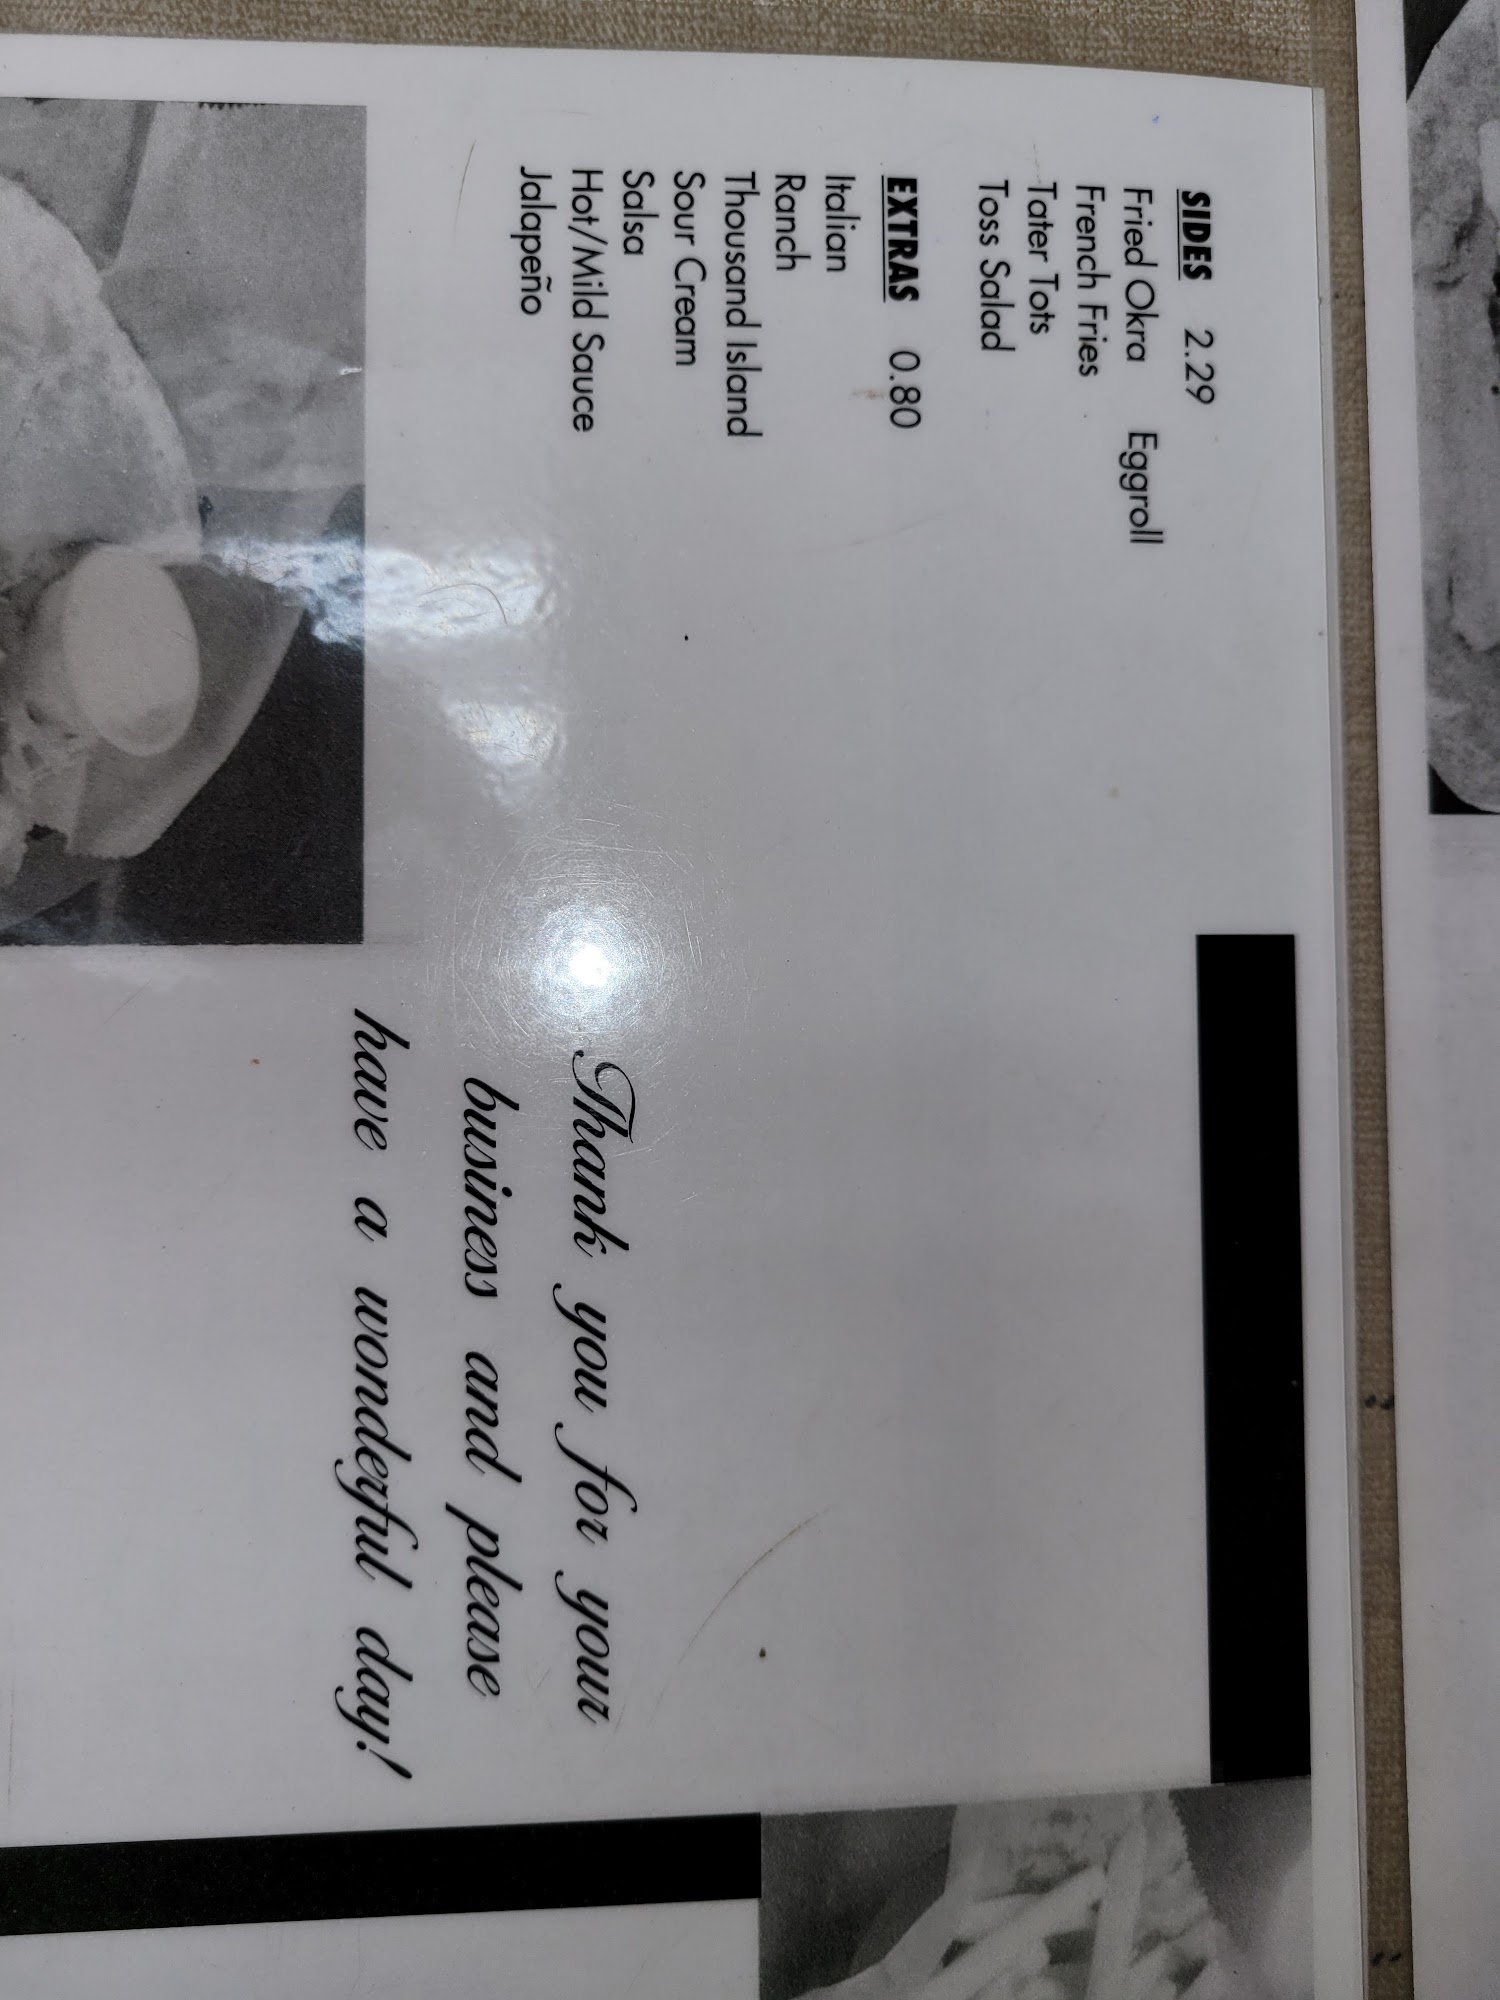 SIDES 2.29
Fried Okra Eggroll
French Fries
Tater Tots
Toss Salad
EXTRAS 0.80
Italian
Ranch
Thousand Island
Sour Cream
Salsa
Hot/Mild Sauce
Jalapeño
Thank you for your
business and please
have a wonderful day!